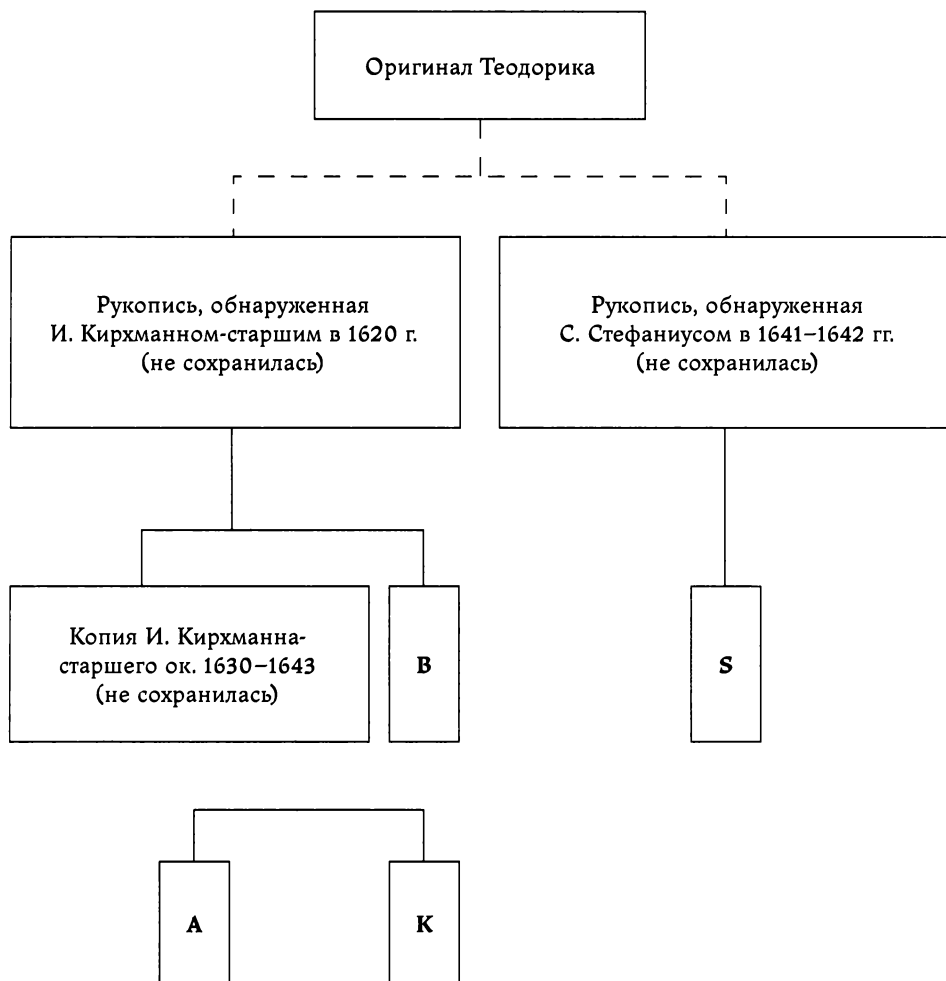 Оригинал Теодорика
Рукопись, обнаруженная
И. Кирхманном-старшим в 1620 г.
(не сохранилась)
Рукопись, обнаруженная
С. Стефаниусом в 1641–1642 гг.
(не сохранилась)
Копия И. Кирхманна-
старшего ок. 1630–1643
(не сохранилась)
B
S
A
K